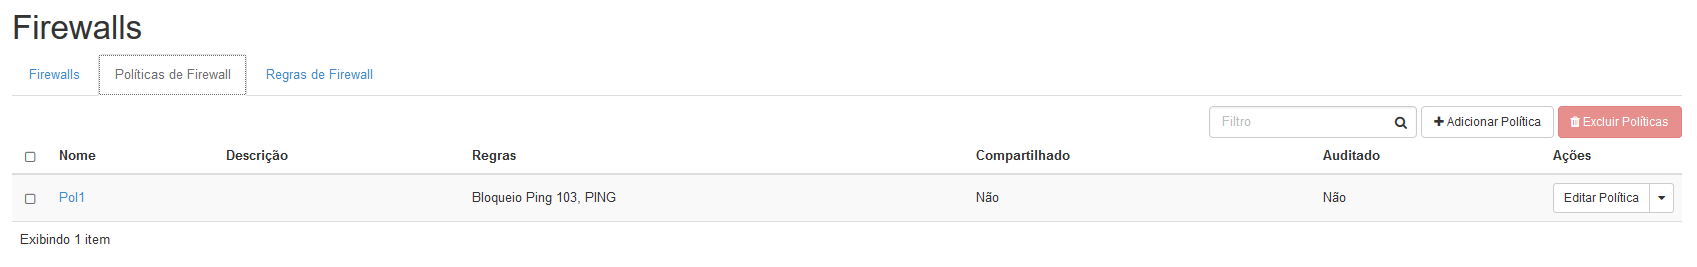 Firewalls
Firewalls Políticas de Firewall Regras de Firewall
Filtro Adicionar Política Excluir Políticas
Nome Descrição Regras Compartilhado Auditado Ações
Pol1 Bloqueio Ping 103, PING Não Não Editar Política
Exibindo 1 item